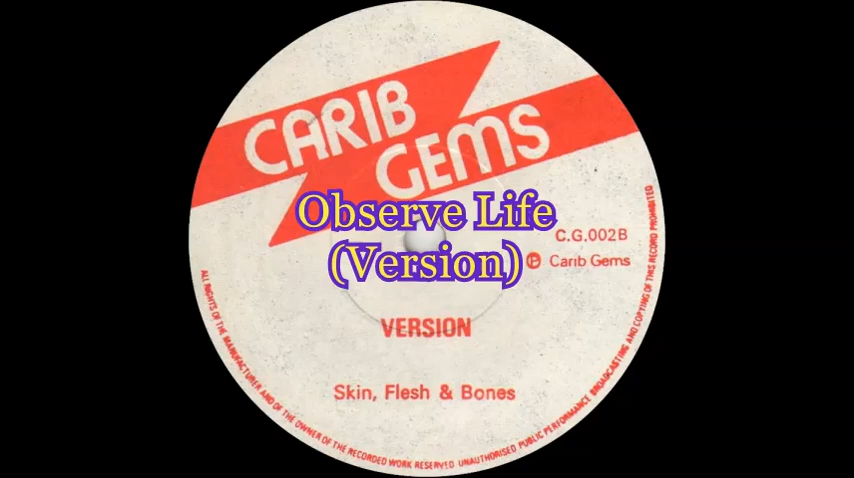 CARIB
GEMS
Observe Life
(Version)
C.G.002B
℗ Carib Gems
VERSION
Skin, Flesh & Bones
ALL RIGHTS OF THE MANUFACTURER AND OF THE OWNER OF THE RECORDED WORK RESERVED UNAUTHORISED PUBLIC PERFORMANCE BROADCASTING AND COPYING OF THIS RECORD PROHIBITED